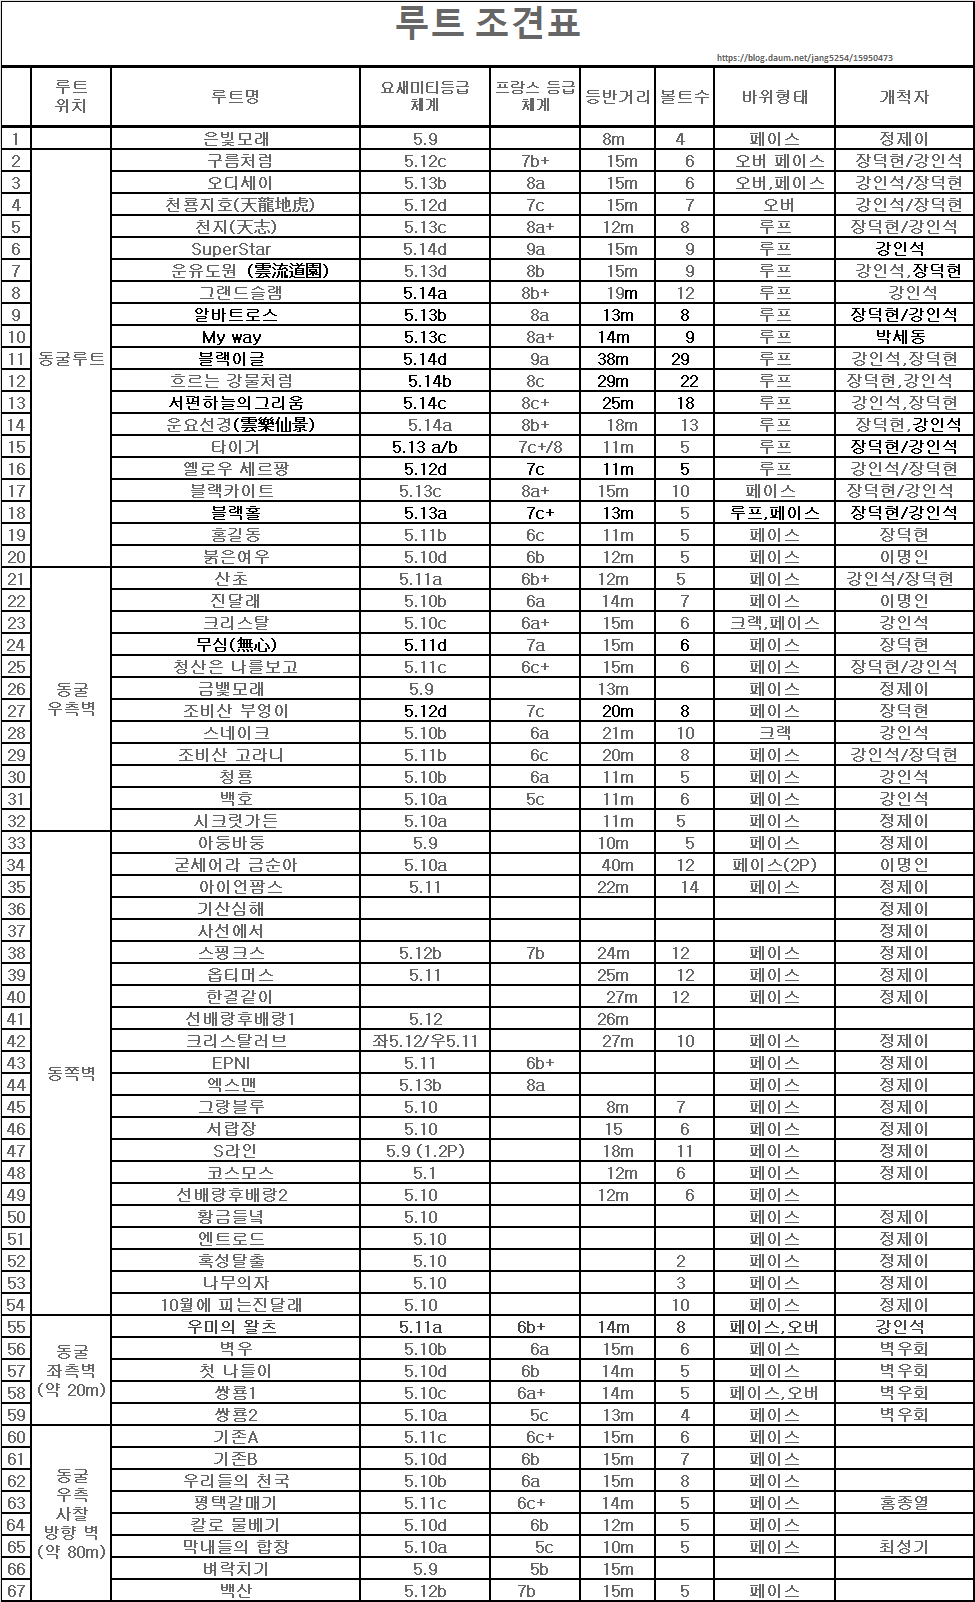 루트 조견표
https://blog.daum.net/jang5254/15950473
루트 위치 루트명 요새미티등급 체계 프랑스 등급 체계 등반거리 볼트수 바위형태 개척자
1 은빛모래 5.9 8m 4 페이스 정제이
동굴루트
2 구름처럼 5.12c 7b+ 15m 6 오버 페이스 장덕현/강인석
3 오디세이 5.13b 8a 15m 6 오버,페이스 강인석/장덕현
4 천룡지호(天龍地虎) 5.12d 7c 15m 7 오버 강인석/장덕현
5 천지(天志) 5.13c 8a+ 12m 8 루프 장덕현/강인석
6 SuperStar 5.14d 9a 15m 9 루프 강인석
7 운유도원 (雲流道園) 5.13d 8b 15m 9 루프 강인석,장덕현
8 그랜드슬램 5.14a 8b+ 19m 12 루프 강인석
9 알바트로스 5.13b 8a 13m 8 루프 장덕현/강인석
10 My way 5.13c 8a+ 14m 9 루프 박세동
11 블랙이글 5.14d 9a 38m 29 루프 강인석,장덕현
12 흐르는 강물처럼 5.14b 8c 29m 22 루프 장덕현,강인석
13 서편하늘의그리움 5.14c 8c+ 25m 18 루프 강인석,장덕현
14 운요선경(雲樂仙景) 5.14a 8b+ 18m 13 루프 장덕현,강인석
15 타이거 5.13 a/b 7c+/8 11m 5 루프 장덕현/강인석
16 옐로우 세르팡 5.12d 7c 11m 5 루프 강인석/장덕현
17 블랙카이트 5.13c 8a+ 15m 10 페이스 장덕현/강인석
18 블랙홀 5.13a 7c+ 13m 5 루프,페이스 장덕현/강인석
19 홍길동 5.11b 6c 11m 5 페이스 장덕현
20 붉은여우 5.10d 6b 12m 5 페이스 이명인
동굴 우측벽
21 산초 5.11a 6b+ 12m 5 페이스 강인석/장덕현
22 진달래 5.10b 6a 14m 7 페이스 이명인
23 크리스탈 5.10c 6a+ 15m 6 크랙,페이스 강인석
24 무심(無心) 5.11d 7a 15m 6 페이스 장덕현
25 청산은 나를보고 5.11c 6c+ 15m 6 페이스 장덕현/강인석
26 금빛모래 5.9 13m 페이스 정제이
27 조비산 부엉이 5.12d 7c 20m 8 페이스 장덕현
28 스네이크 5.10b 6a 21m 10 크랙 강인석
29 조비산 고라니 5.11b 6c 20m 8 페이스 강인석/장덕현
30 청룡 5.10b 6a 11m 5 페이스 강인석
31 백호 5.10a 5c 11m 6 페이스 강인석
32 시크릿가든 5.10a 11m 5 페이스 정제이
동쪽벽
33 아둥바둥 5.9 10m 5 페이스 정제이
34 굳세어라 금순아 5.10a 40m 12 페이스(2P) 이명인
35 아이언팜스 5.11 22m 14 페이스 정제이
36 기산심해 정제이
37 사선에서 정제이
38 스핑크스 5.12b 7b 24m 12 페이스 정제이
39 옵티머스 5.11 25m 12 페이스 정제이
40 한결같이 27m 12 페이스 정제이
41 선배랑후배랑1 5.12 26m
42 크리스탈러브 좌5.12/우5.11 27m 10 페이스 정제이
43 EPNI 5.11 6b+ 페이스 정제이
44 엑스맨 5.13b 8a 페이스 정제이
45 그랑블루 5.10 8m 7 페이스 정제이
46 서랍장 5.10 15 6 페이스 정제이
47 S라인 5.9 (1.2P) 18m 11 페이스 정제이
48 코스모스 5.1 12m 6 페이스 정제이
49 선배랑후배랑2 5.10 12m 6 페이스
50 황금들녘 5.10 페이스 정제이
51 엔트로드 5.10 페이스 정제이
52 혹성탈출 5.10 2 페이스 정제이
53 나무의자 5.10 3 페이스 정제이
54 10월에 피는진달래 5.10 10 페이스 정제이
동굴 좌측벽 (약 20m)
55 우미의 왈츠 5.11a 6b+ 14m 8 페이스,오버 강인석
56 벽우 5.10b 6a 15m 6 페이스 벽우회
57 첫 나들이 5.10d 6b 14m 5 페이스 벽우회
58 쌍룡1 5.10c 6a+ 14m 5 페이스,오버 벽우회
59 쌍룡2 5.10a 5c 13m 4 페이스 벽우회
동굴 우측 사찰 방향 벽 (약 80m)
60 기존A 5.11c 6c+ 15m 6 페이스
61 기존B 5.10d 6b 15m 7 페이스
62 우리들의 천국 5.10b 6a 15m 8 페이스
63 평택갈매기 5.11c 6c+ 14m 5 페이스 홍종열
64 칼로 물베기 5.10d 6b 12m 5 페이스
65 막내들의 합창 5.10a 5c 10m 5 페이스 최성기
66 벼락치기 5.9 5b 15m
67 백산 5.12b 7b 15m 5 페이스